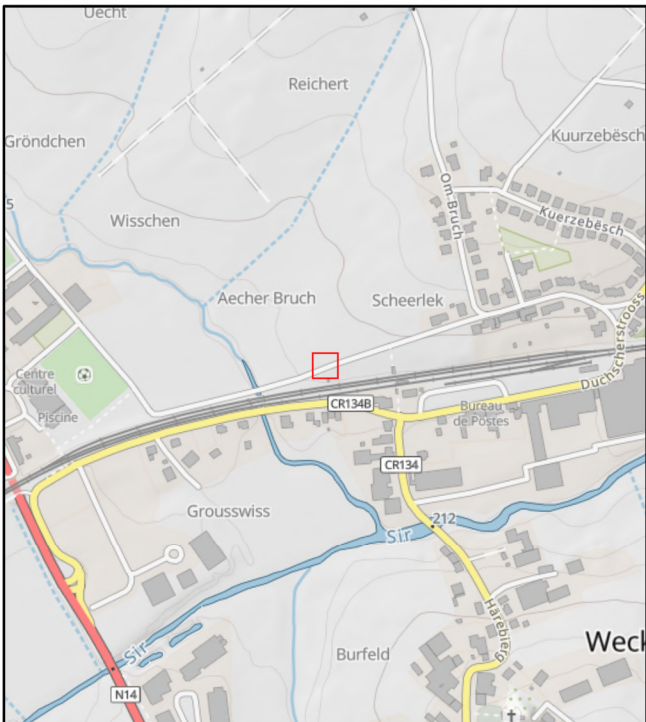 Uecht
Reichert
Gröndchen
Kuurzebësch
5
Om Bruch
Kuerzebësch
Wisschen
Aecher Bruch
Scheerlek
Duchscherstrooss
Centre
culturel
Piscine
CR134B
Bureau
de Postes
CR134
Grousswiss
212
Sir
Härebierg
Burfeld
Weck
Sir
N14